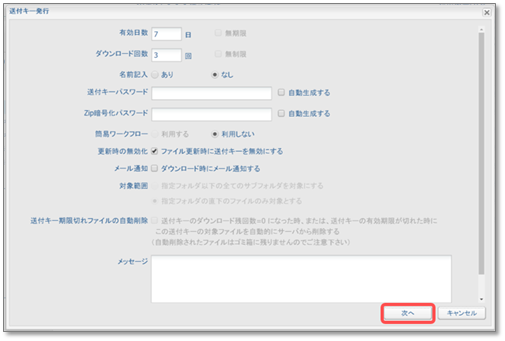 送付キー発行
有効日数 7 日 無期限
ダウンロード回数 3 回 無制限
名前記入 あり なし
送付キーパスワード 自動生成する
Zip暗号化パスワード 自動生成する
簡易ワークフロー 利用する 利用しない
更新時の無効化 ファイル更新時に送付キーを無効にする
メール通知 ダウンロード時にメール通知する
対象範囲 指定フォルダ以下の全てのサブフォルダを対象にする
指定フォルダの直下のファイルのみ対象とする
送付キー期限切れファイルの自動削除 送付キーのダウンロード残回数=0 になった時、または、送付キーの有効期限が切れた時に
この送付キーの対象ファイルを自動的にサーバから削除する
(自動削除されたファイルはゴミ箱に残りませんのでご注意下さい)
メッセージ
次へ キャンセル